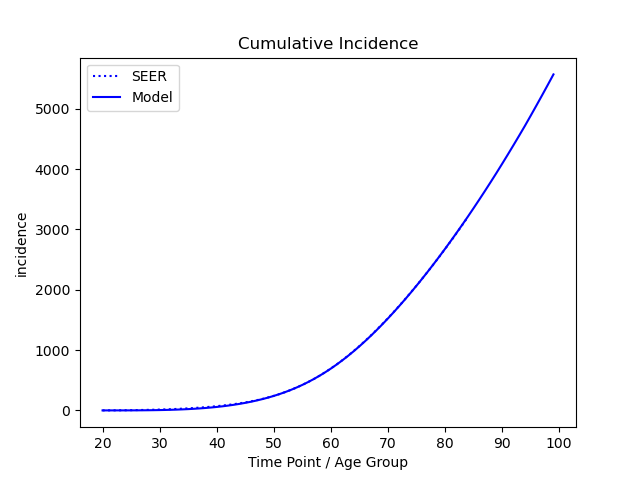 Cumulative Incidence
SEER
Model
incidence
5000
4000
3000
2000
1000
0
20 30 40 50 60 70 80 90 100
Time Point / Age Group